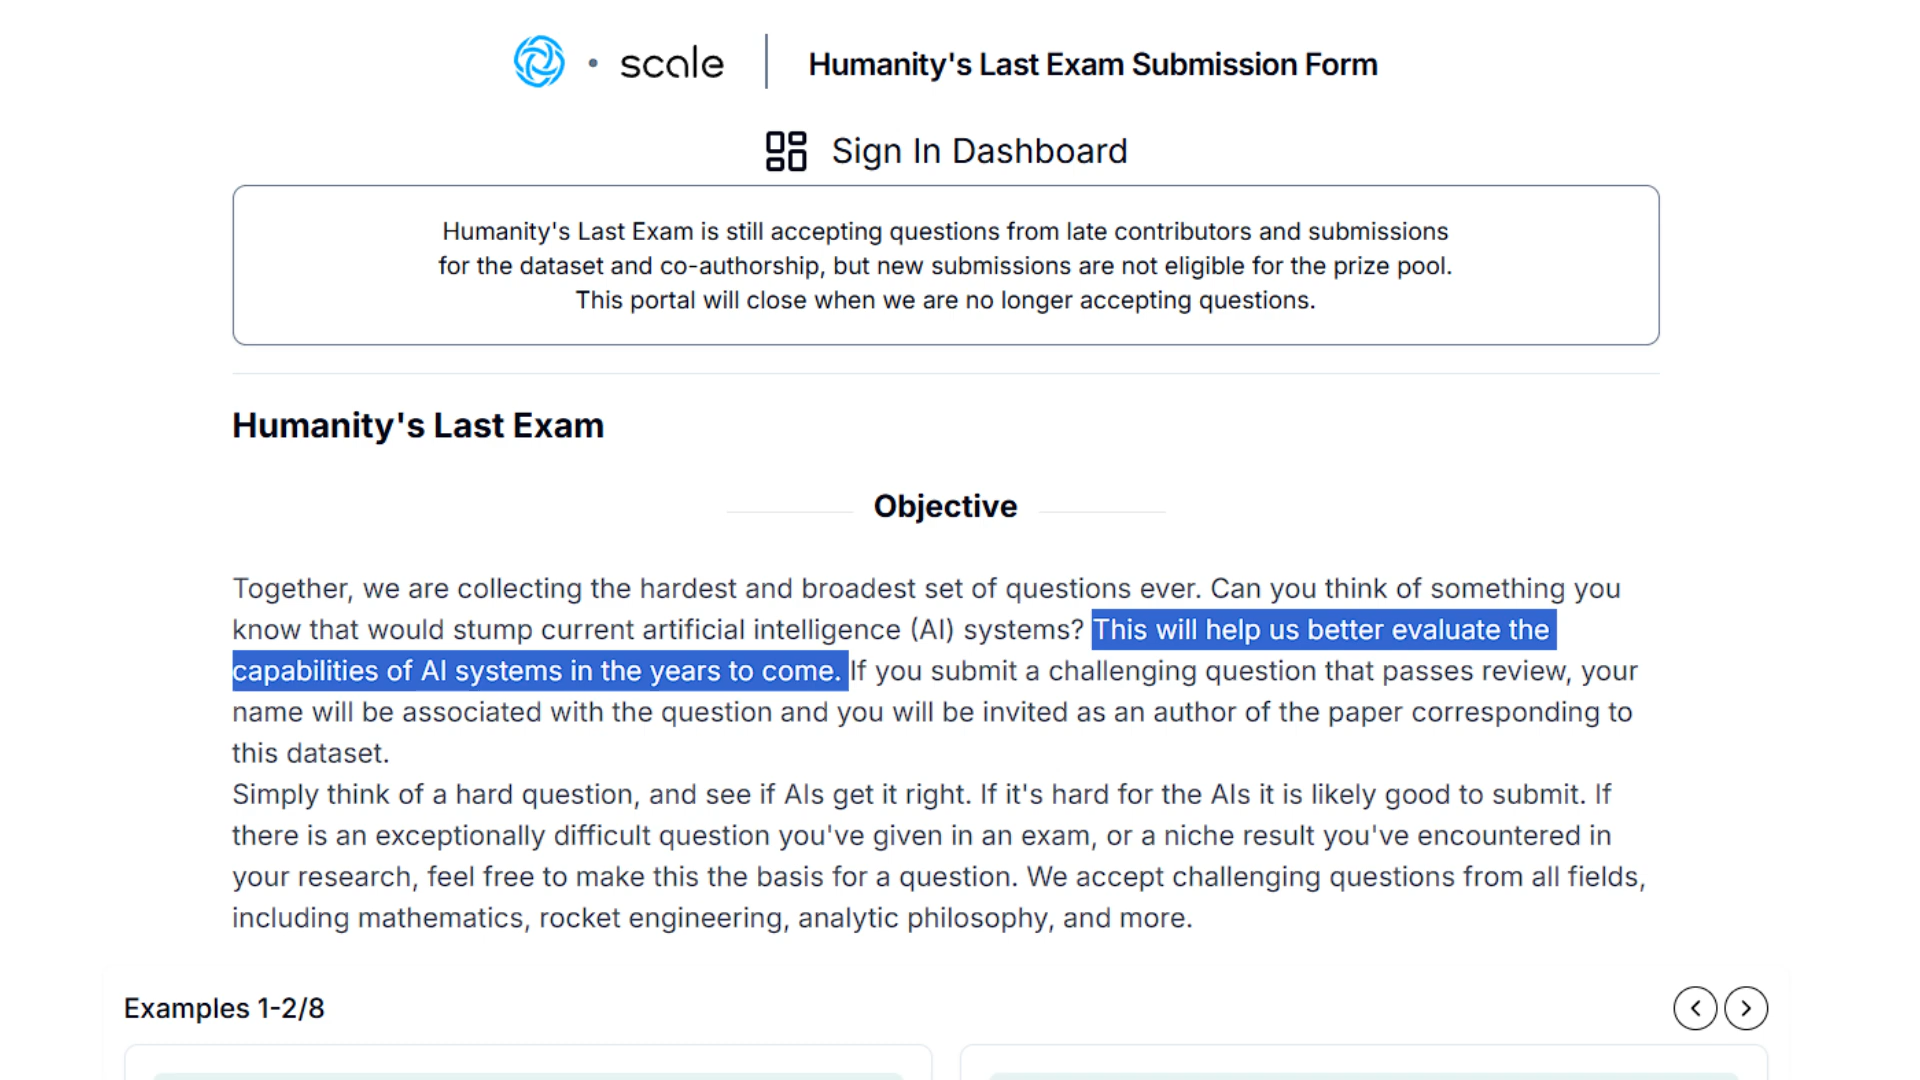 scale
Humanity's Last Exam Submission Form
Sign In Dashboard
Humanity's Last Exam is still accepting questions from late contributors and submissions
for the dataset and co-authorship, but new submissions are not eligible for the prize pool.
This portal will close when we are no longer accepting questions.
Humanity's Last Exam
Objective
Together, we are collecting the hardest and broadest set of questions ever. Can you think of something you
know that would stump current artificial intelligence (AI) systems? This will help us better evaluate the
capabilities of AI systems in the years to come. If you submit a challenging question that passes review, your
name will be associated with the question and you will be invited as an author of the paper corresponding to
this dataset.
Simply think of a hard question, and see if AIs get it right. If it's hard for the AIs it is likely good to submit. If
there is an exceptionally difficult question you've given in an exam, or a niche result you've encountered in
your research, feel free to make this the basis for a question. We accept challenging questions from all fields,
including mathematics, rocket engineering, analytic philosophy, and more.
Examples 1-2/8